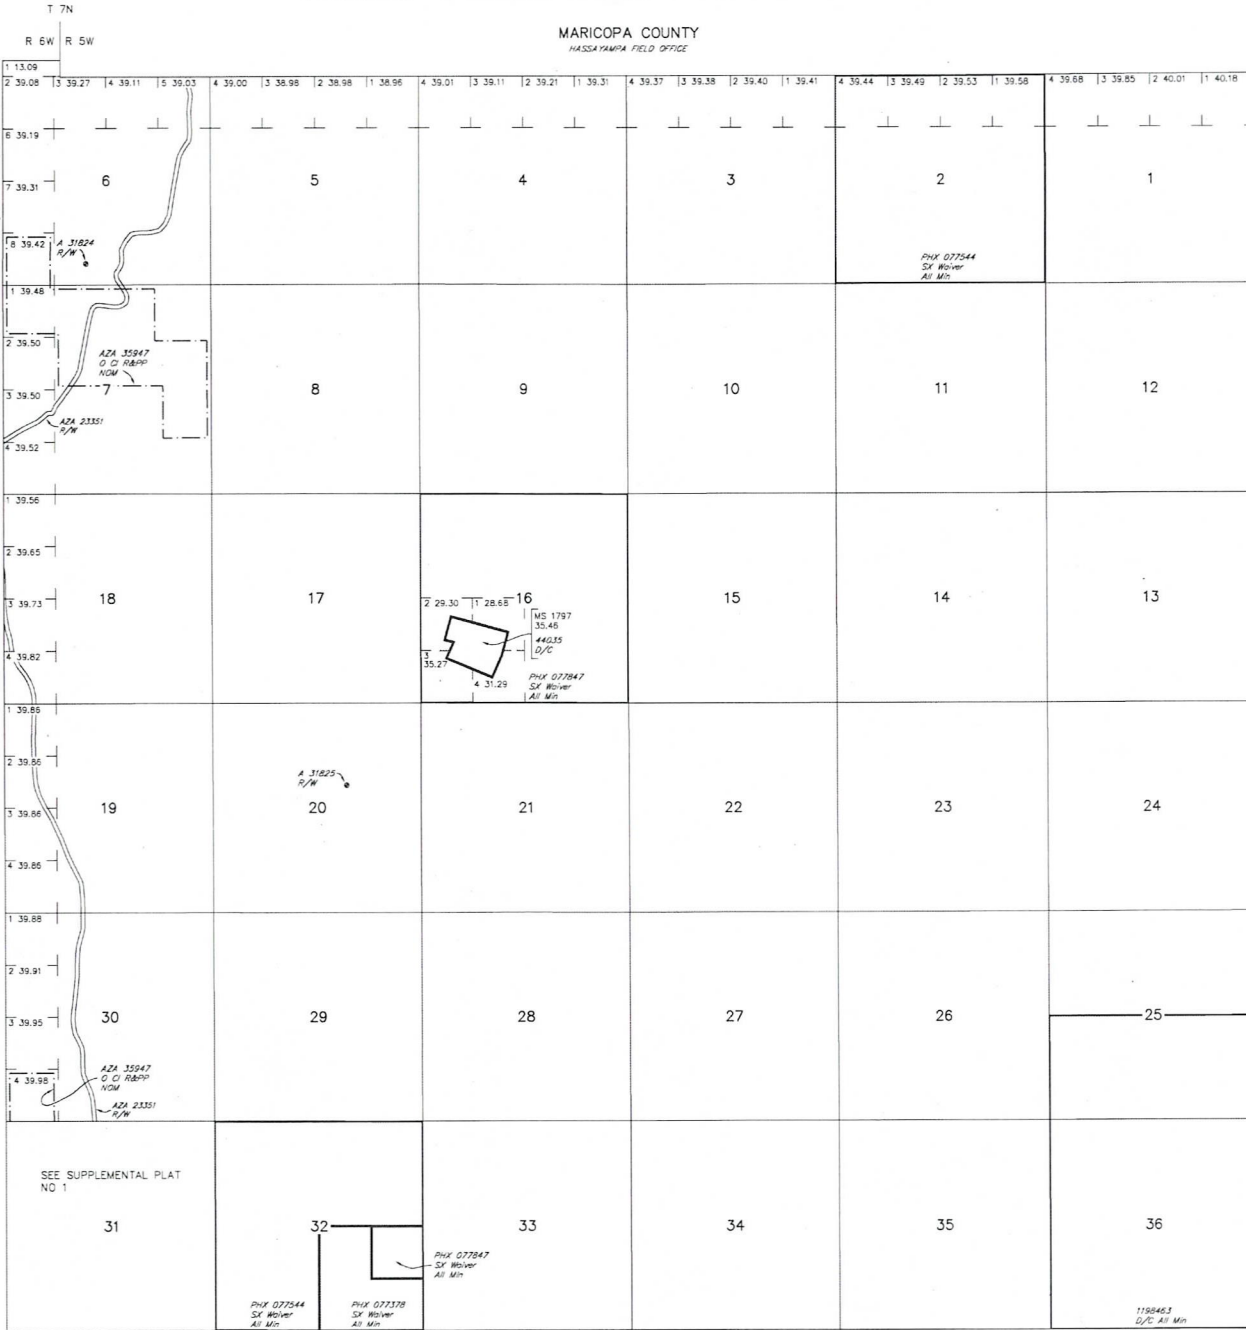 T 7N
MARICOPA COUNTY
R 6W R 5W
HASSAYAMPA FIELD OFFICE
1 13.09
2 39.08 3 39.27 4 39.11 5 39.03 4 39.00 3 38.98 2 38.98 1 38.96 4 39.01 3 39.11 2 39.21 1 39.31 4 39.37 3 39.38 2 39.40 1 39.41 4 39.44 3 39.49 2 39.53 1 39.58 4 39.68 3 39.85 2 40.01 1 40.18
6 39.19
7 39.31 6 5 4 3 2 1
8 39.42
A 31824
R/W
PHX 077544
SX Waiver
All Min
1 39.48
2 39.50
AZA 35947
O Cl R&PP
NOM
3 39.50 7 8 9 10 11 12
AZA 23351
R/W
4 39.52
1 39.56
2 39.65
3 39.73 18 17 16 15 14 13
2 29.30 1 28.68
MS 1797
35.46
44035
D/C
4 39.82
3
35.27
4 31.29
PHX 077847
SX Waiver
All Min
1 39.85
2 39.86
A 31825
R/W
3 39.86 19 20 21 22 23 24
4 39.86
1 39.88
2 39.91
3 39.95 30 29 28 27 26 25
4 39.98
AZA 35947
O Cl R&PP
NOM
AZA 23351
R/W
SEE SUPPLEMENTAL PLAT
NO 1
31 32 33 34 35 36
PHX 077847
SX Waiver
All Min
PHX 077544
SX Waiver
All Min
PHX 077378
SX Waiver
All Min
1198463
D/C All Min